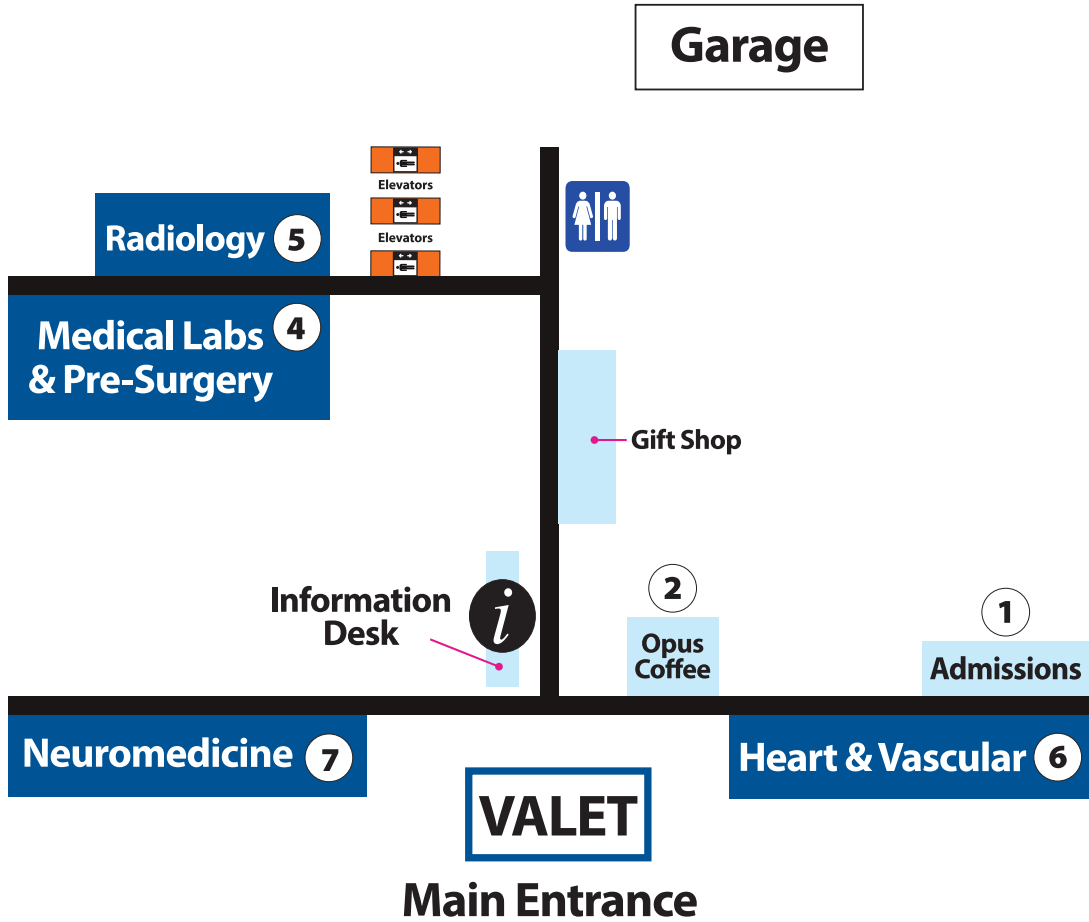 Garage
Elevators
Elevators
Radiology 5
Medical Labs 4
& Pre-Surgery
Gift Shop
Information
Desk
i
2
Opus
Coffee
1
Admissions
Neuromedicine 7
Heart & Vascular 6
VALET
Main Entrance